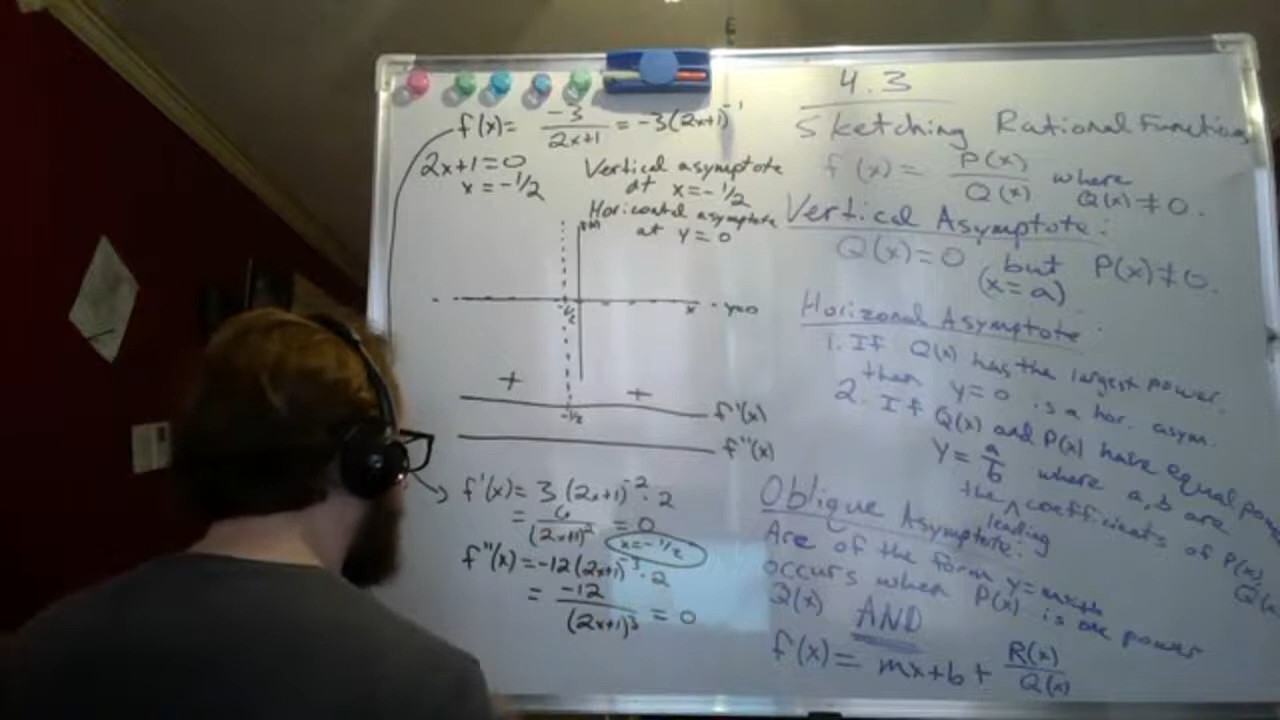 f(x)= -3/(2x+1) = -3(2x+1)^-1
2x+1=0
x=-1/2
Vertical asymptote
at x=-1/2
Horizontal asymptote
at y=0
-1/2
x
y=0
+ +
-1/2
f'(x)
f''(x)
f'(x)= 3(2x+1)^-2 · 2
= 6/(2x+1)^2 = 0
x=-1/2
f''(x)=-12(2x+1)^-3 · 2
= -12/(2x+1)^3 = 0
4.3
Sketching Rational Functions
f(x)= P(x)/Q(x) where
Q(x)≠0.
Vertical Asymptote:
Q(x)=0 but P(x)≠0.
(x=a)
Horizonal Asymptote:
1. If Q(x) has the largest power.
then y=0 is a hor. asym.
2. If Q(x) and P(x) have equal power
y= a/b where a,b are
the leading coefficients of P(x)
Q(x)
Oblique Asymptote:
Are of the form y=mx+b
occurs when P(x) is one power
Q(x) AND
f(x)= mx+b+ R(x)/Q(x)